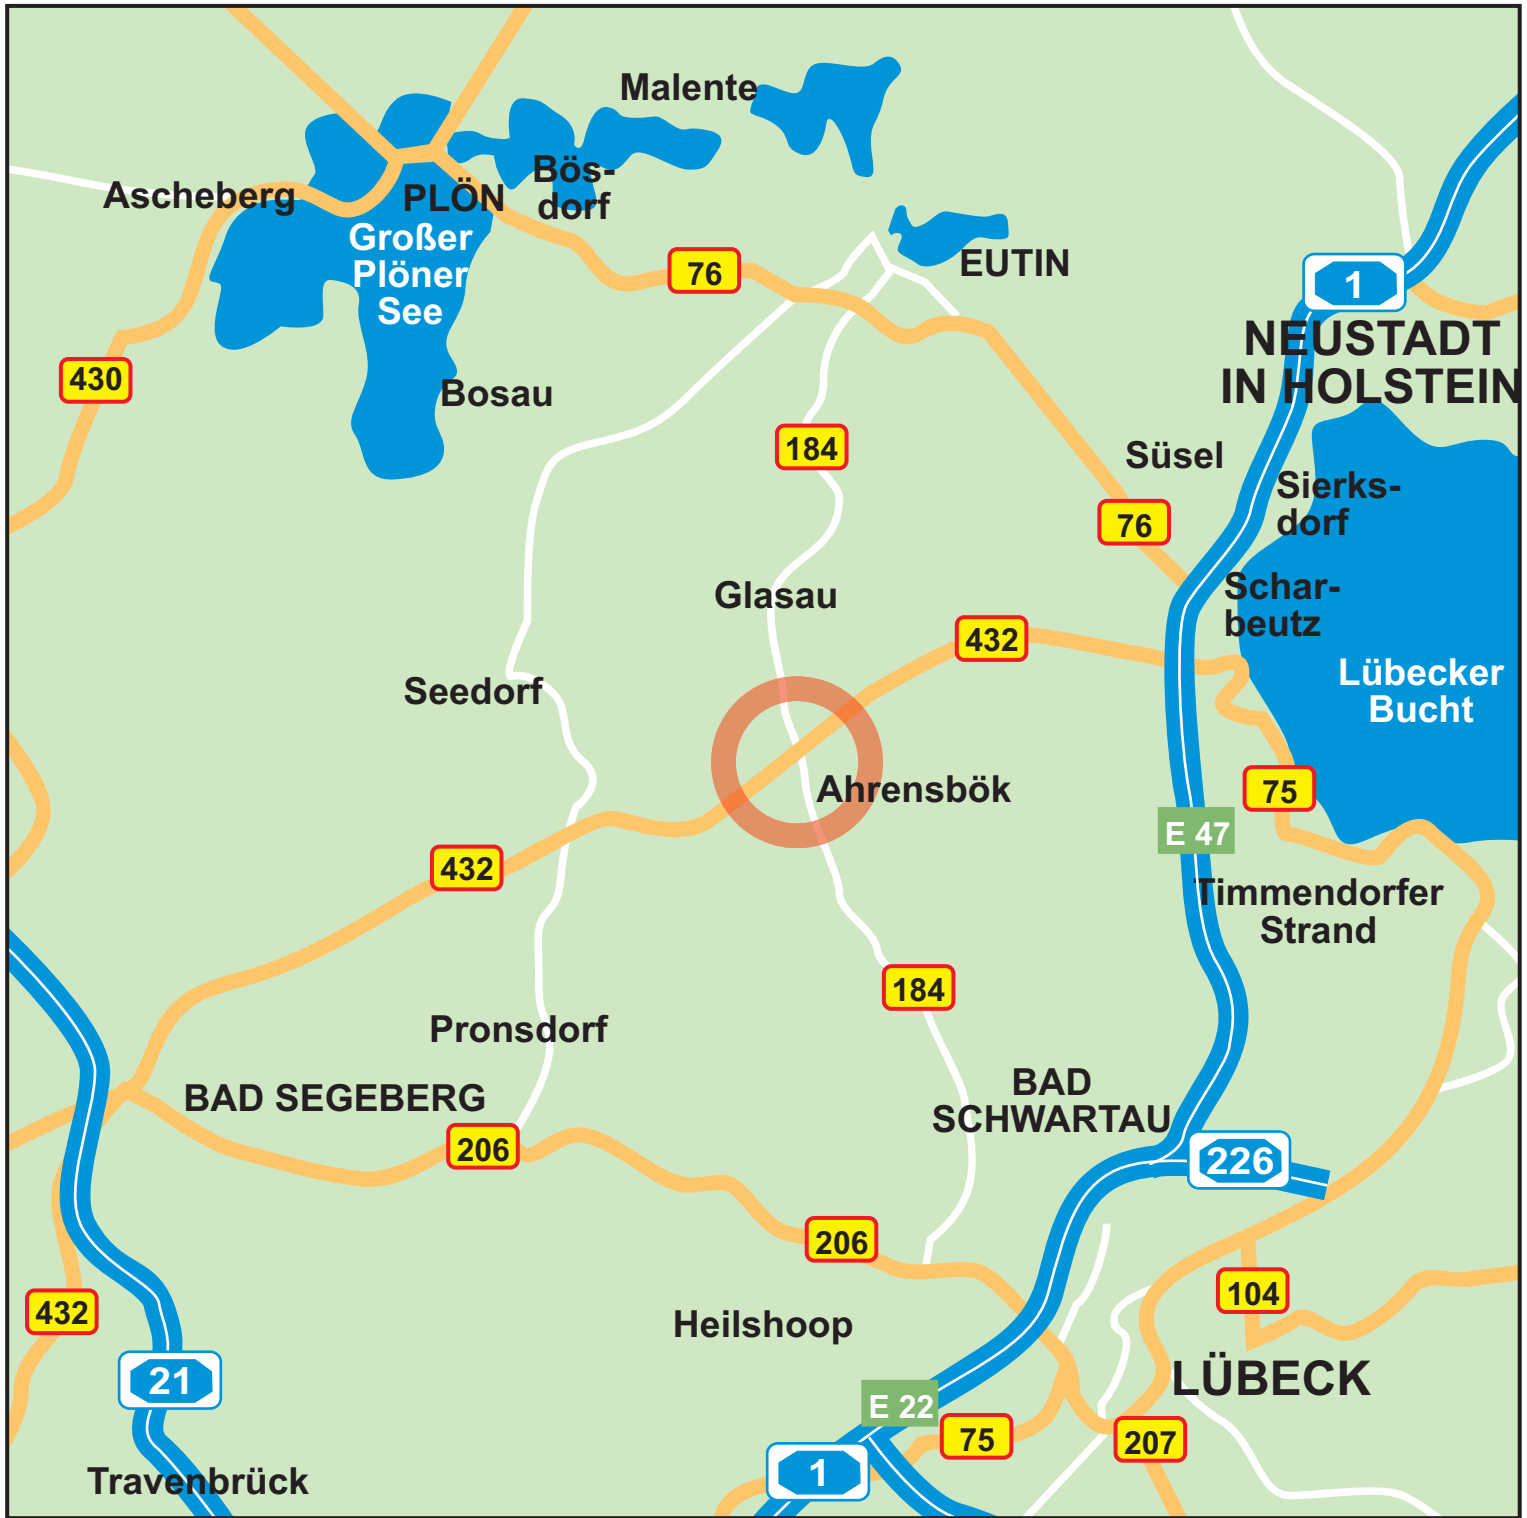 Malente
Bös-
dorf
Ascheberg
PLÖN
Großer
Plöner
See
76
EUTIN
1
NEUSTADT
IN HOLSTEIN
430
Bosau
184
Süsel
Sierks-
dorf
76
Glasau
Schar-
beutz
432
Lübecker
Bucht
Seedorf
Ahrensbök
75
E 47
432
Timmendorfer
Strand
184
Pronsdorf
BAD SEGEBERG
BAD
SCHWARTAU
206
226
206
104
432
Heilshoop
21
LÜBECK
E 22
75
207
1
Travenbrück